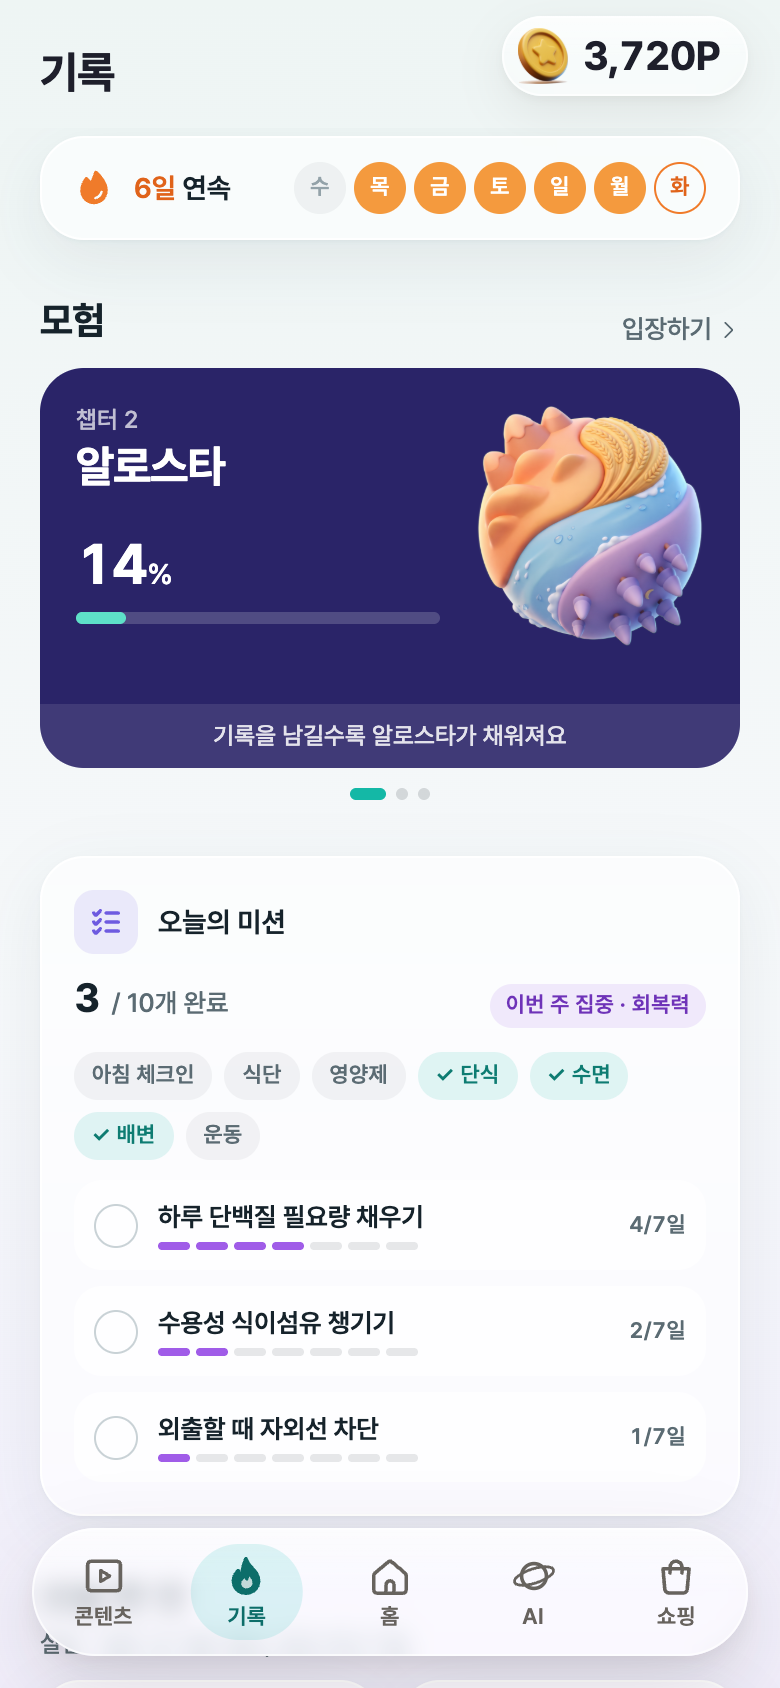 기록
3,720P
6일 연속
수 목 금 토 일 월 화
모험
입장하기
챕터 2
알로스타
14%
기록을 남길수록 알로스타가 채워져요
오늘의 미션
3 / 10개 완료
이번 주 집중 · 회복력
아침 체크인 식단 영양제 단식 수면
배변 운동
하루 단백질 필요량 채우기
4/7일
수용성 식이섬유 챙기기
2/7일
외출할 때 자외선 차단
1/7일
콘텐츠 기록 홈 AI 쇼핑